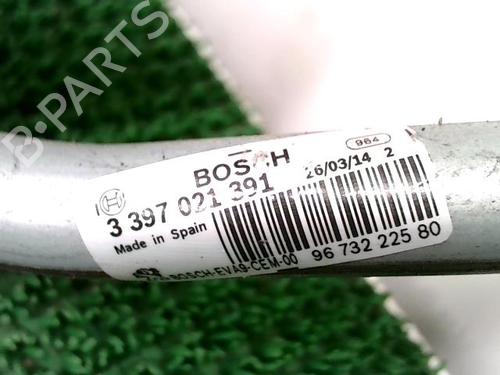 B-PARTS
984
BOSCH
26/03/14 2
3 397 021 391
Made in Spain
96 732 225 80
BOSCH-EVA9-CEM-00